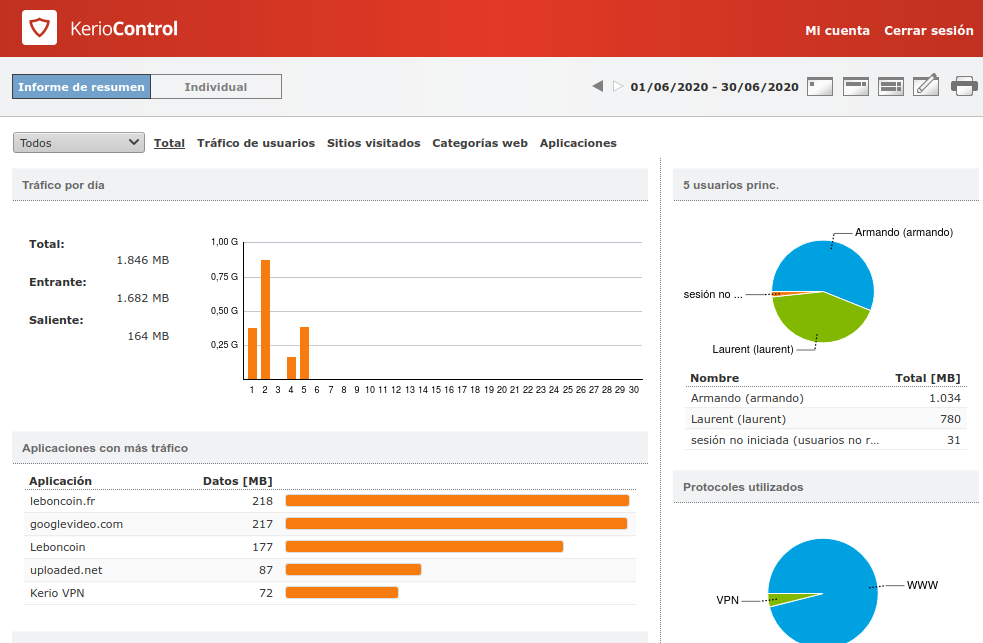 KerioControl
Mi cuenta Cerrar sesión
Informe de resumen Individual
01/06/2020 - 30/06/2020
Todos Total Tráfico de usuarios Sitios visitados Categorías web Aplicaciones
Tráfico por día
Total:
1.846 MB
Entrante:
1.682 MB
Saliente:
164 MB
1,00 G
0,75 G
0,50 G
0,25 G
1 2 3 4 5 6 7 8 9 10 11 12 13 14 15 16 17 18 19 20 21 22 23 24 25 26 27 28 29 30
Aplicaciones con más tráfico
Aplicación Datos [MB]
leboncoin.fr 218
googlevideo.com 217
Leboncoin 177
uploaded.net 87
Kerio VPN 72
5 usuarios princ.
Armando (armando)
sesión no ...
Laurent (laurent)
Nombre Total [MB]
Armando (armando) 1.034
Laurent (laurent) 780
sesión no iniciada (usuarios no r... 31
Protocoles utilizados
WWW
VPN